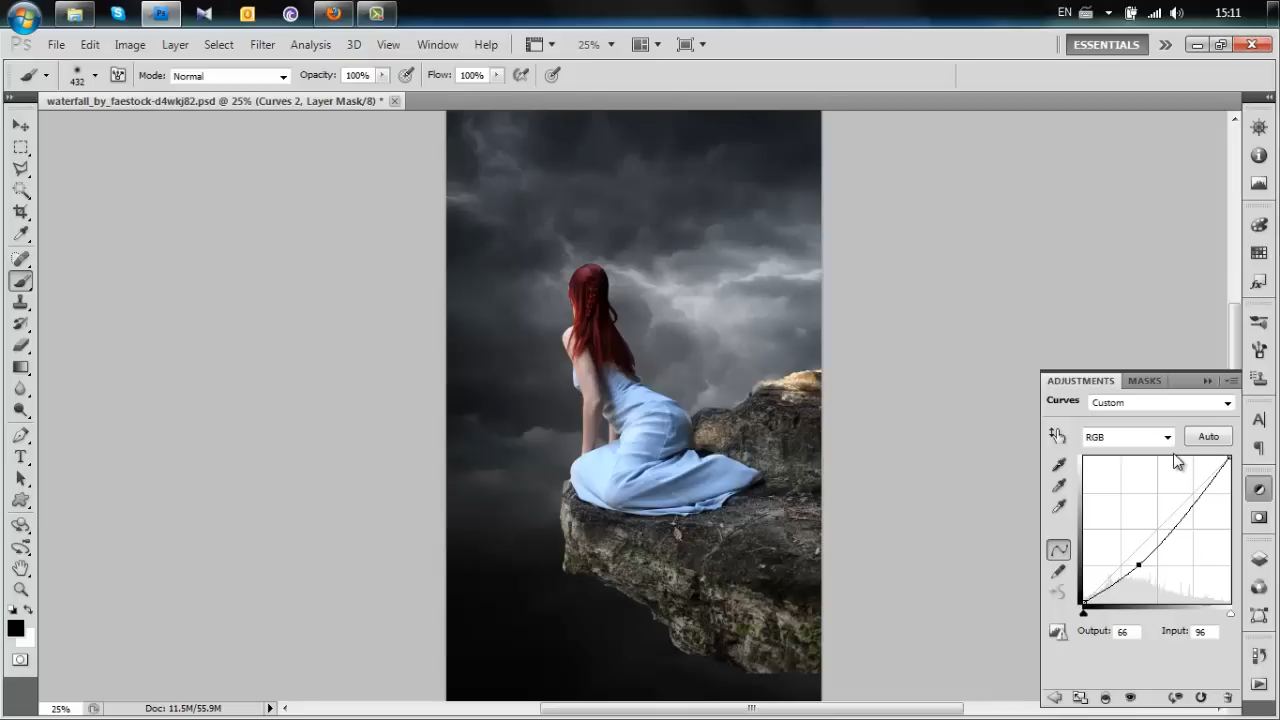 EN
15:11
PS
File Edit Image Layer Select Filter Analysis 3D View Window Help
25%
ESSENTIALS
432
Mode: Normal
Opacity: 100%
Flow: 100%
waterfall_by_faestock-d4wkj82.psd @ 25% (Curves 2, Layer Mask/8) *
ADJUSTMENTS MASKS
Curves Custom
RGB Auto
Output: 66 Input: 96
25% Doc: 11.5M/55.9M